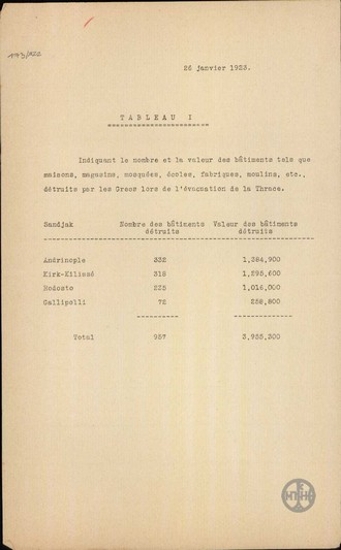 26 janvier 1923.
TABLEAU I
Indiquant le nombre et la valeur des bâtiments tels que
maisons, magasins, mosquées, écoles, fabriques, moulins, etc.,
détruits par les Grecs lors de l'évacuation de la Thrace.
Sandjak Nombre des bâtiments Valeur des bâtiments
détruits détruits
Andrinople 332 1,384,900
Kirk-Kilissé 318 1,295,600
Rodosto 235 1,016,000
Gallipolli 72 258,800
Total 957 3,955,300